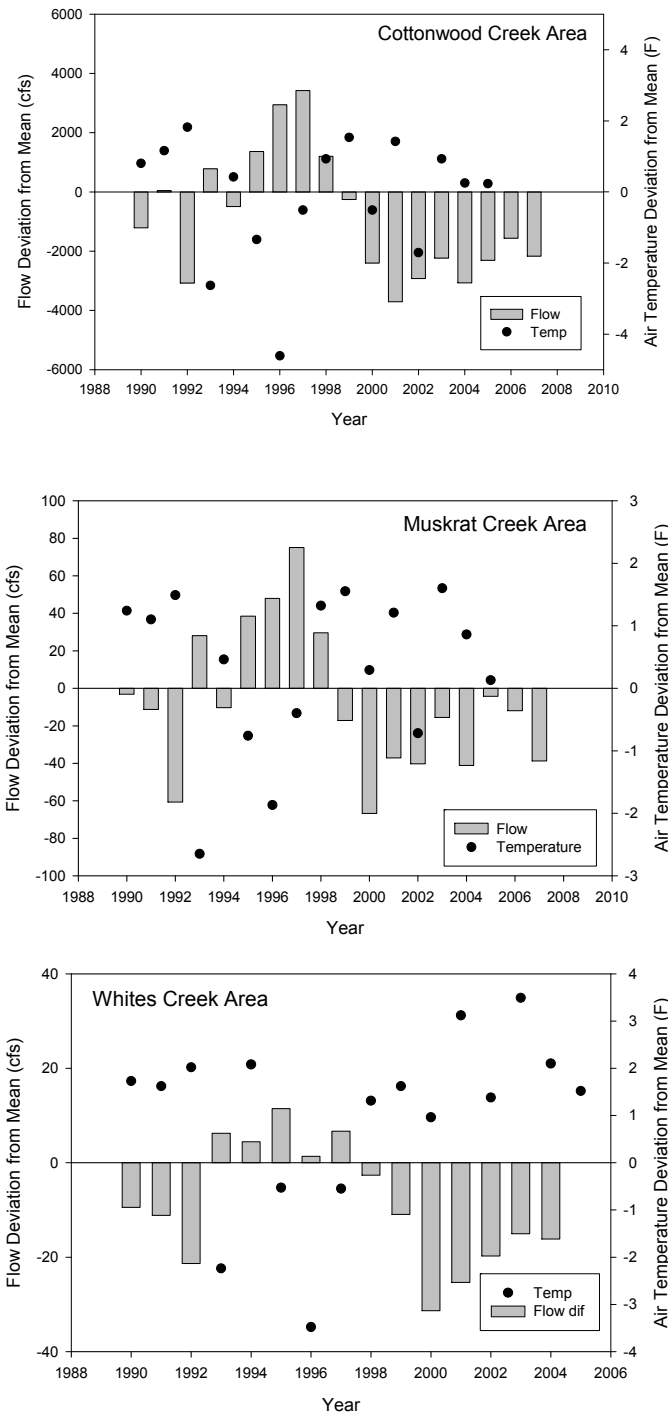 Cottonwood Creek Area
Flow Deviation from Mean (cfs)
6000
4000
2000
0
-2000
-4000
-6000
Air Temperature Deviation from Mean (F)
4
2
0
-2
-4
Flow
Temp
1988 1990 1992 1994 1996 1998 2000 2002 2004 2006 2008 2010
Year
Muskrat Creek Area
Flow Deviation from Mean (cfs)
100
80
60
40
20
0
-20
-40
-60
-80
-100
Air Temperature Deviation from Mean (F)
3
2
1
0
-1
-2
-3
Flow
Temperature
1988 1990 1992 1994 1996 1998 2000 2002 2004 2006 2008 2010
Year
Whites Creek Area
Flow Deviation from Mean (cfs)
40
20
0
-20
-40
Air Temperature Deviation from Mean (F)
4
3
2
1
0
-1
-2
-3
-4
Temp
Flow dif
1988 1990 1992 1994 1996 1998 2000 2002 2004 2006
Year